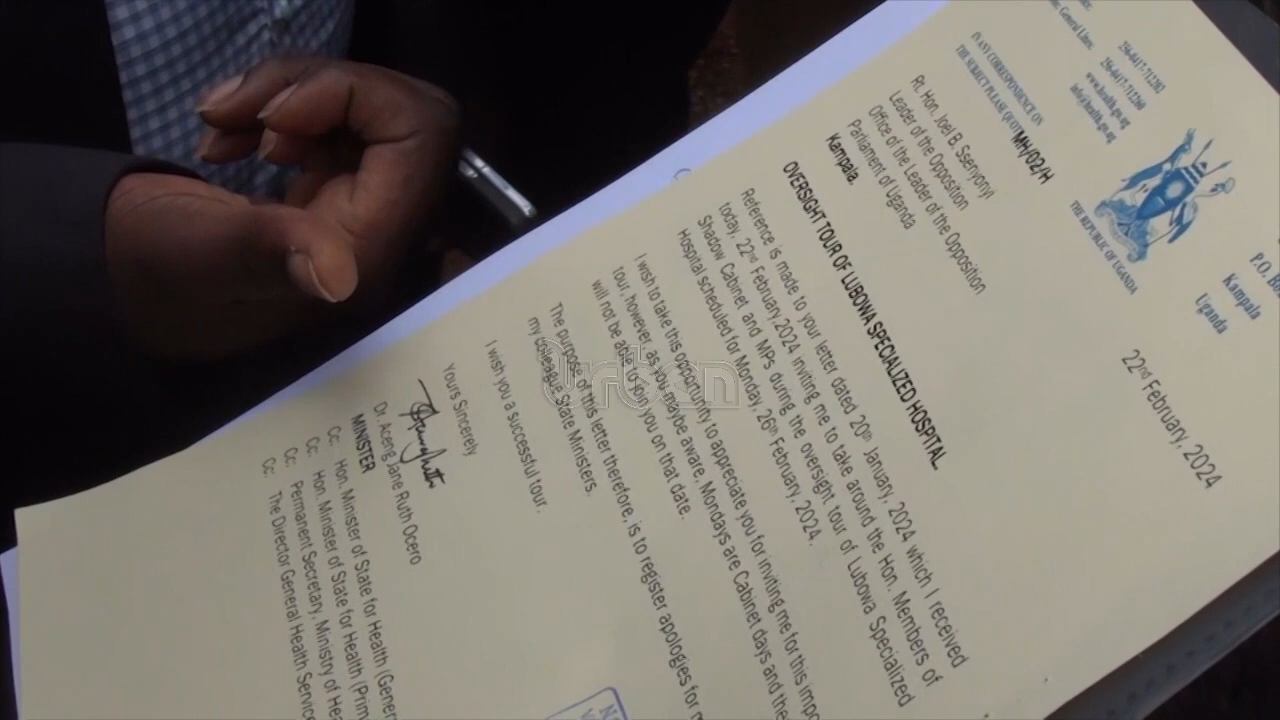 General Lines:
256-0417-712260
www.health.go.ug
info@health.go.ug
IN ANY CORRESPONDENCE ON
THE SUBJECT PLEASE QUOTE MH/02/H
THE REPUBLIC OF UGANDA
P.O. Bo
Kampala
Uganda
22nd February, 2024
Rt. Hon. Joel B. Ssenyonyi
Leader of the Opposition
Office of the Leader of the Opposition
Parliament of Uganda
Kampala.
OVERSIGHT TOUR OF LUBOWA SPECIALIZED HOSPITAL
Reference is made to your letter dated 20th January, 2024 which I received
today, 22nd February 2024 inviting me to take around the Hon. Members of
Shadow Cabinet and MPs during the oversight tour of Lubowa Specialized
Hospital scheduled for Monday, 26th February, 2024.
I wish to take this opportunity to appreciate you for inviting me for this impo
tour, however, as you maybe aware, Mondays are Cabinet days and the
will not be able to join you on that date.
The purpose of this letter therefore, is to register apologies for m
my colleague State Ministers.
I wish you a successful tour.
Yours Sincerely
Dr. Aceng Jane Ruth Ocero
MINISTER
Cc: Hon. Minister of State for Health (Gener
Cc: Hon. Minister of State for Health (Prim
Cc: Permanent Secretary, Ministry of He
Cc: The Director General Health Service
Urban